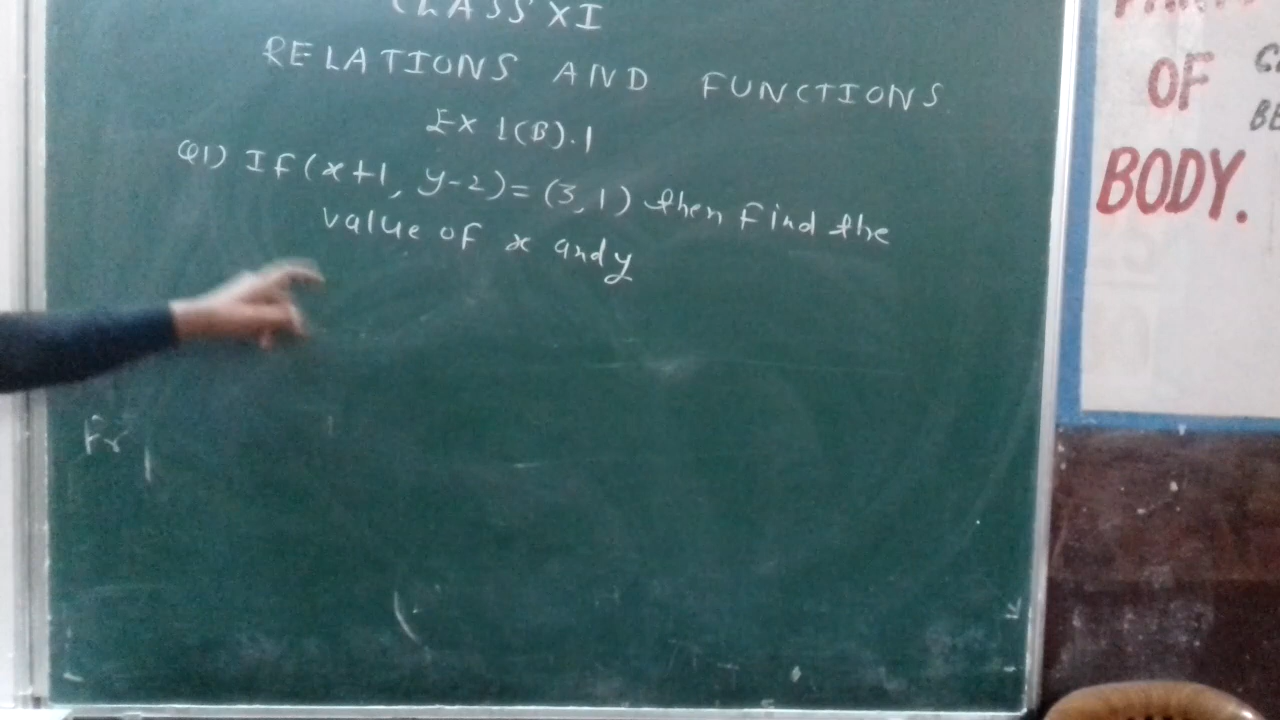 CLASS XI
RELATIONS AND FUNCTIONS
EX 1(B).1
Q1) If (x+1, y-2) = (3, 1) then find the
value of x and y
OF
BODY.